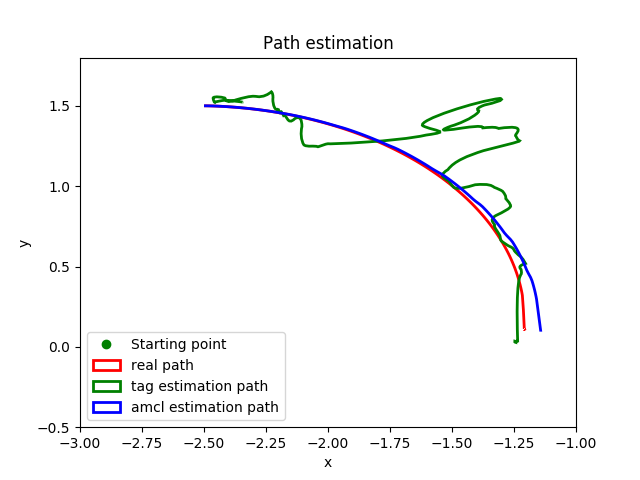 Path estimation
1.5
1.0
0.5
0.0
−0.5
y
Starting point
real path
tag estimation path
amcl estimation path
−3.00 −2.75 −2.50 −2.25 −2.00 −1.75 −1.50 −1.25 −1.00
x